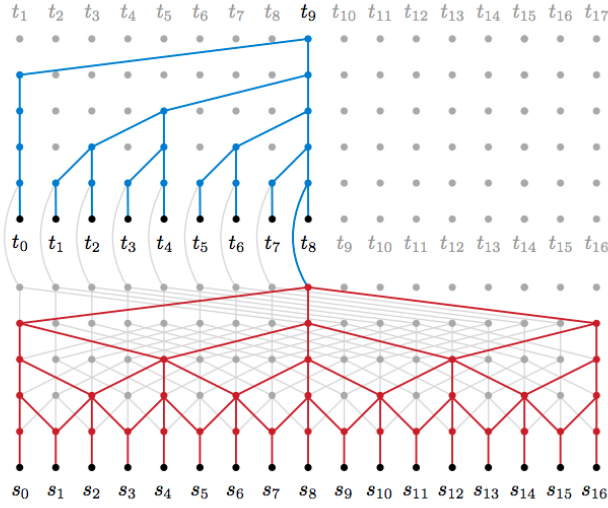 t₁ t₂ t₃ t₄ t₅ t₆ t₇ t₈ t₉ t₁₀ t₁₁ t₁₂ t₁₃ t₁₄ t₁₅ t₁₆ t₁₇
t₀ t₁ t₂ t₃ t₄ t₅ t₆ t₇ t₈ t₉ t₁₀ t₁₁ t₁₂ t₁₃ t₁₄ t₁₅ t₁₆
s₀ s₁ s₂ s₃ s₄ s₅ s₆ s₇ s₈ s₉ s₁₀ s₁₁ s₁₂ s₁₃ s₁₄ s₁₅ s₁₆